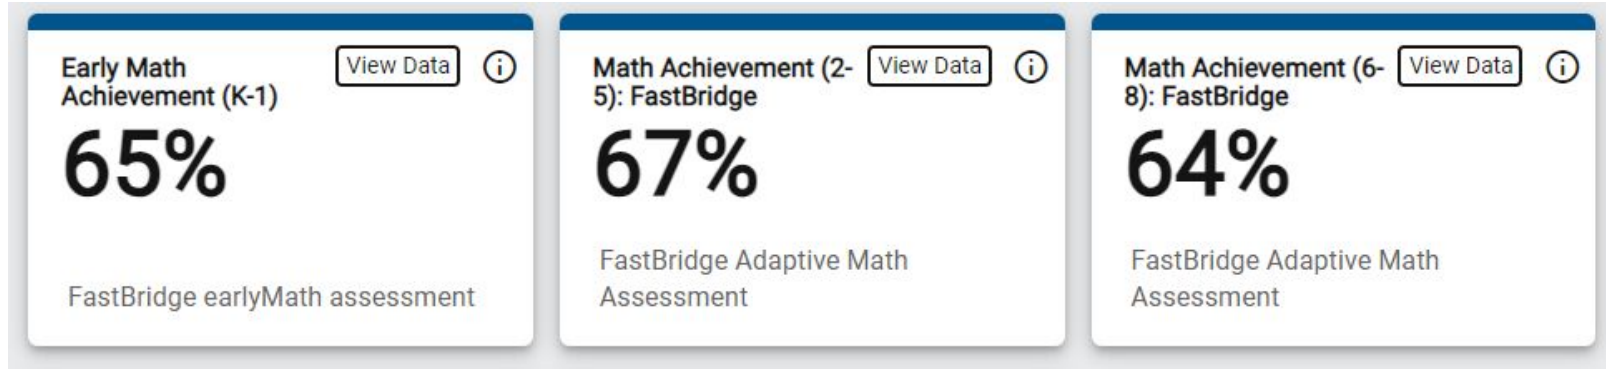 Early Math
Achievement (K-1)
View Data
65%
FastBridge earlyMath assessment
Math Achievement (2-
5): FastBridge
View Data
67%
FastBridge Adaptive Math
Assessment
Math Achievement (6-
8): FastBridge
View Data
64%
FastBridge Adaptive Math
Assessment